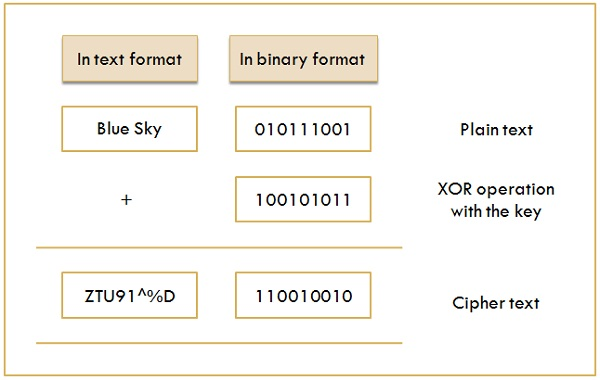 In text format
In binary format
Blue Sky
010111001
Plain text
+
100101011
XOR operation
with the key
ZTU91^%D
110010010
Cipher text